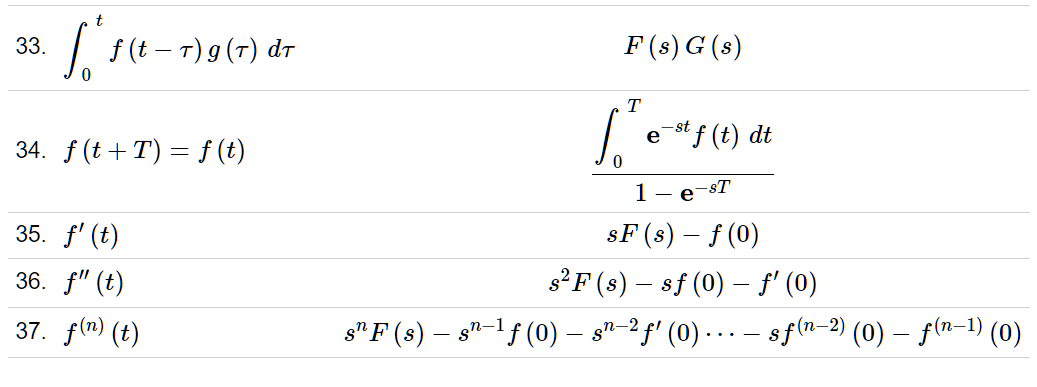 33. ∫₀ᵗ f (t − τ) g (τ) dτ F (s) G (s)
34. f (t + T) = f (t) ∫₀ᵀ e⁻ˢᵗ f (t) dt / 1 − e⁻ˢᵀ
35. f′ (t) sF (s) − f (0)
36. f″ (t) s²F (s) − sf (0) − f′ (0)
37. f⁽ⁿ⁾ (t) sⁿF (s) − sⁿ⁻¹f (0) − sⁿ⁻²f′ (0) ⋯ − sf⁽ⁿ⁻²⁾ (0) − f⁽ⁿ⁻¹⁾ (0)